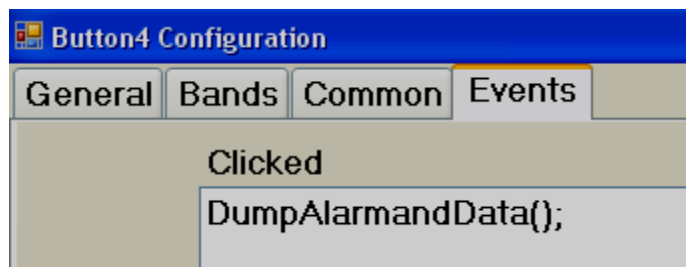 Button4 Configuration
General Bands Common Events
Clicked
DumpAlarmandData();